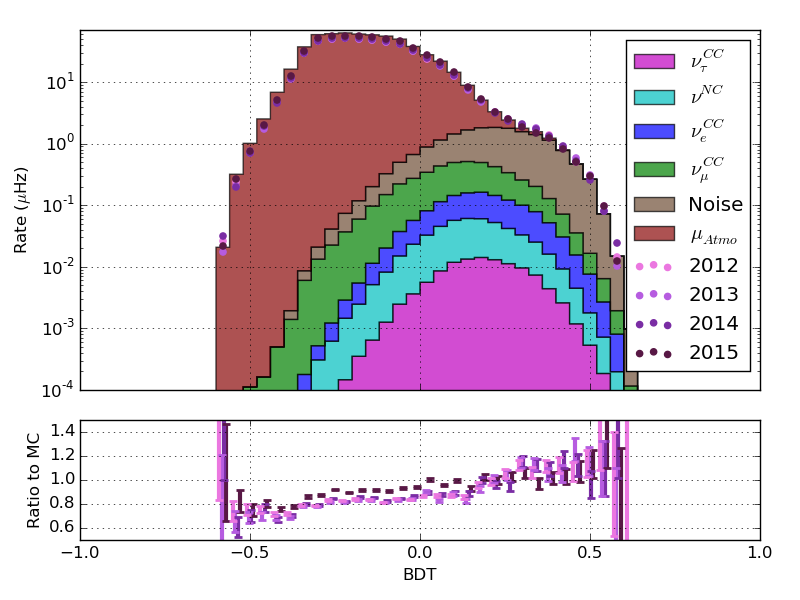 Rate (μHz)
10¹
10⁰
10⁻¹
10⁻²
10⁻³
10⁻⁴
ν_τ^CC
ν^NC
ν_e^CC
ν_μ^CC
Noise
μ_Atmo
2012
2013
2014
2015
Ratio to MC
1.4
1.2
1.0
0.8
0.6
−1.0 −0.5 0.0 0.5 1.0
BDT